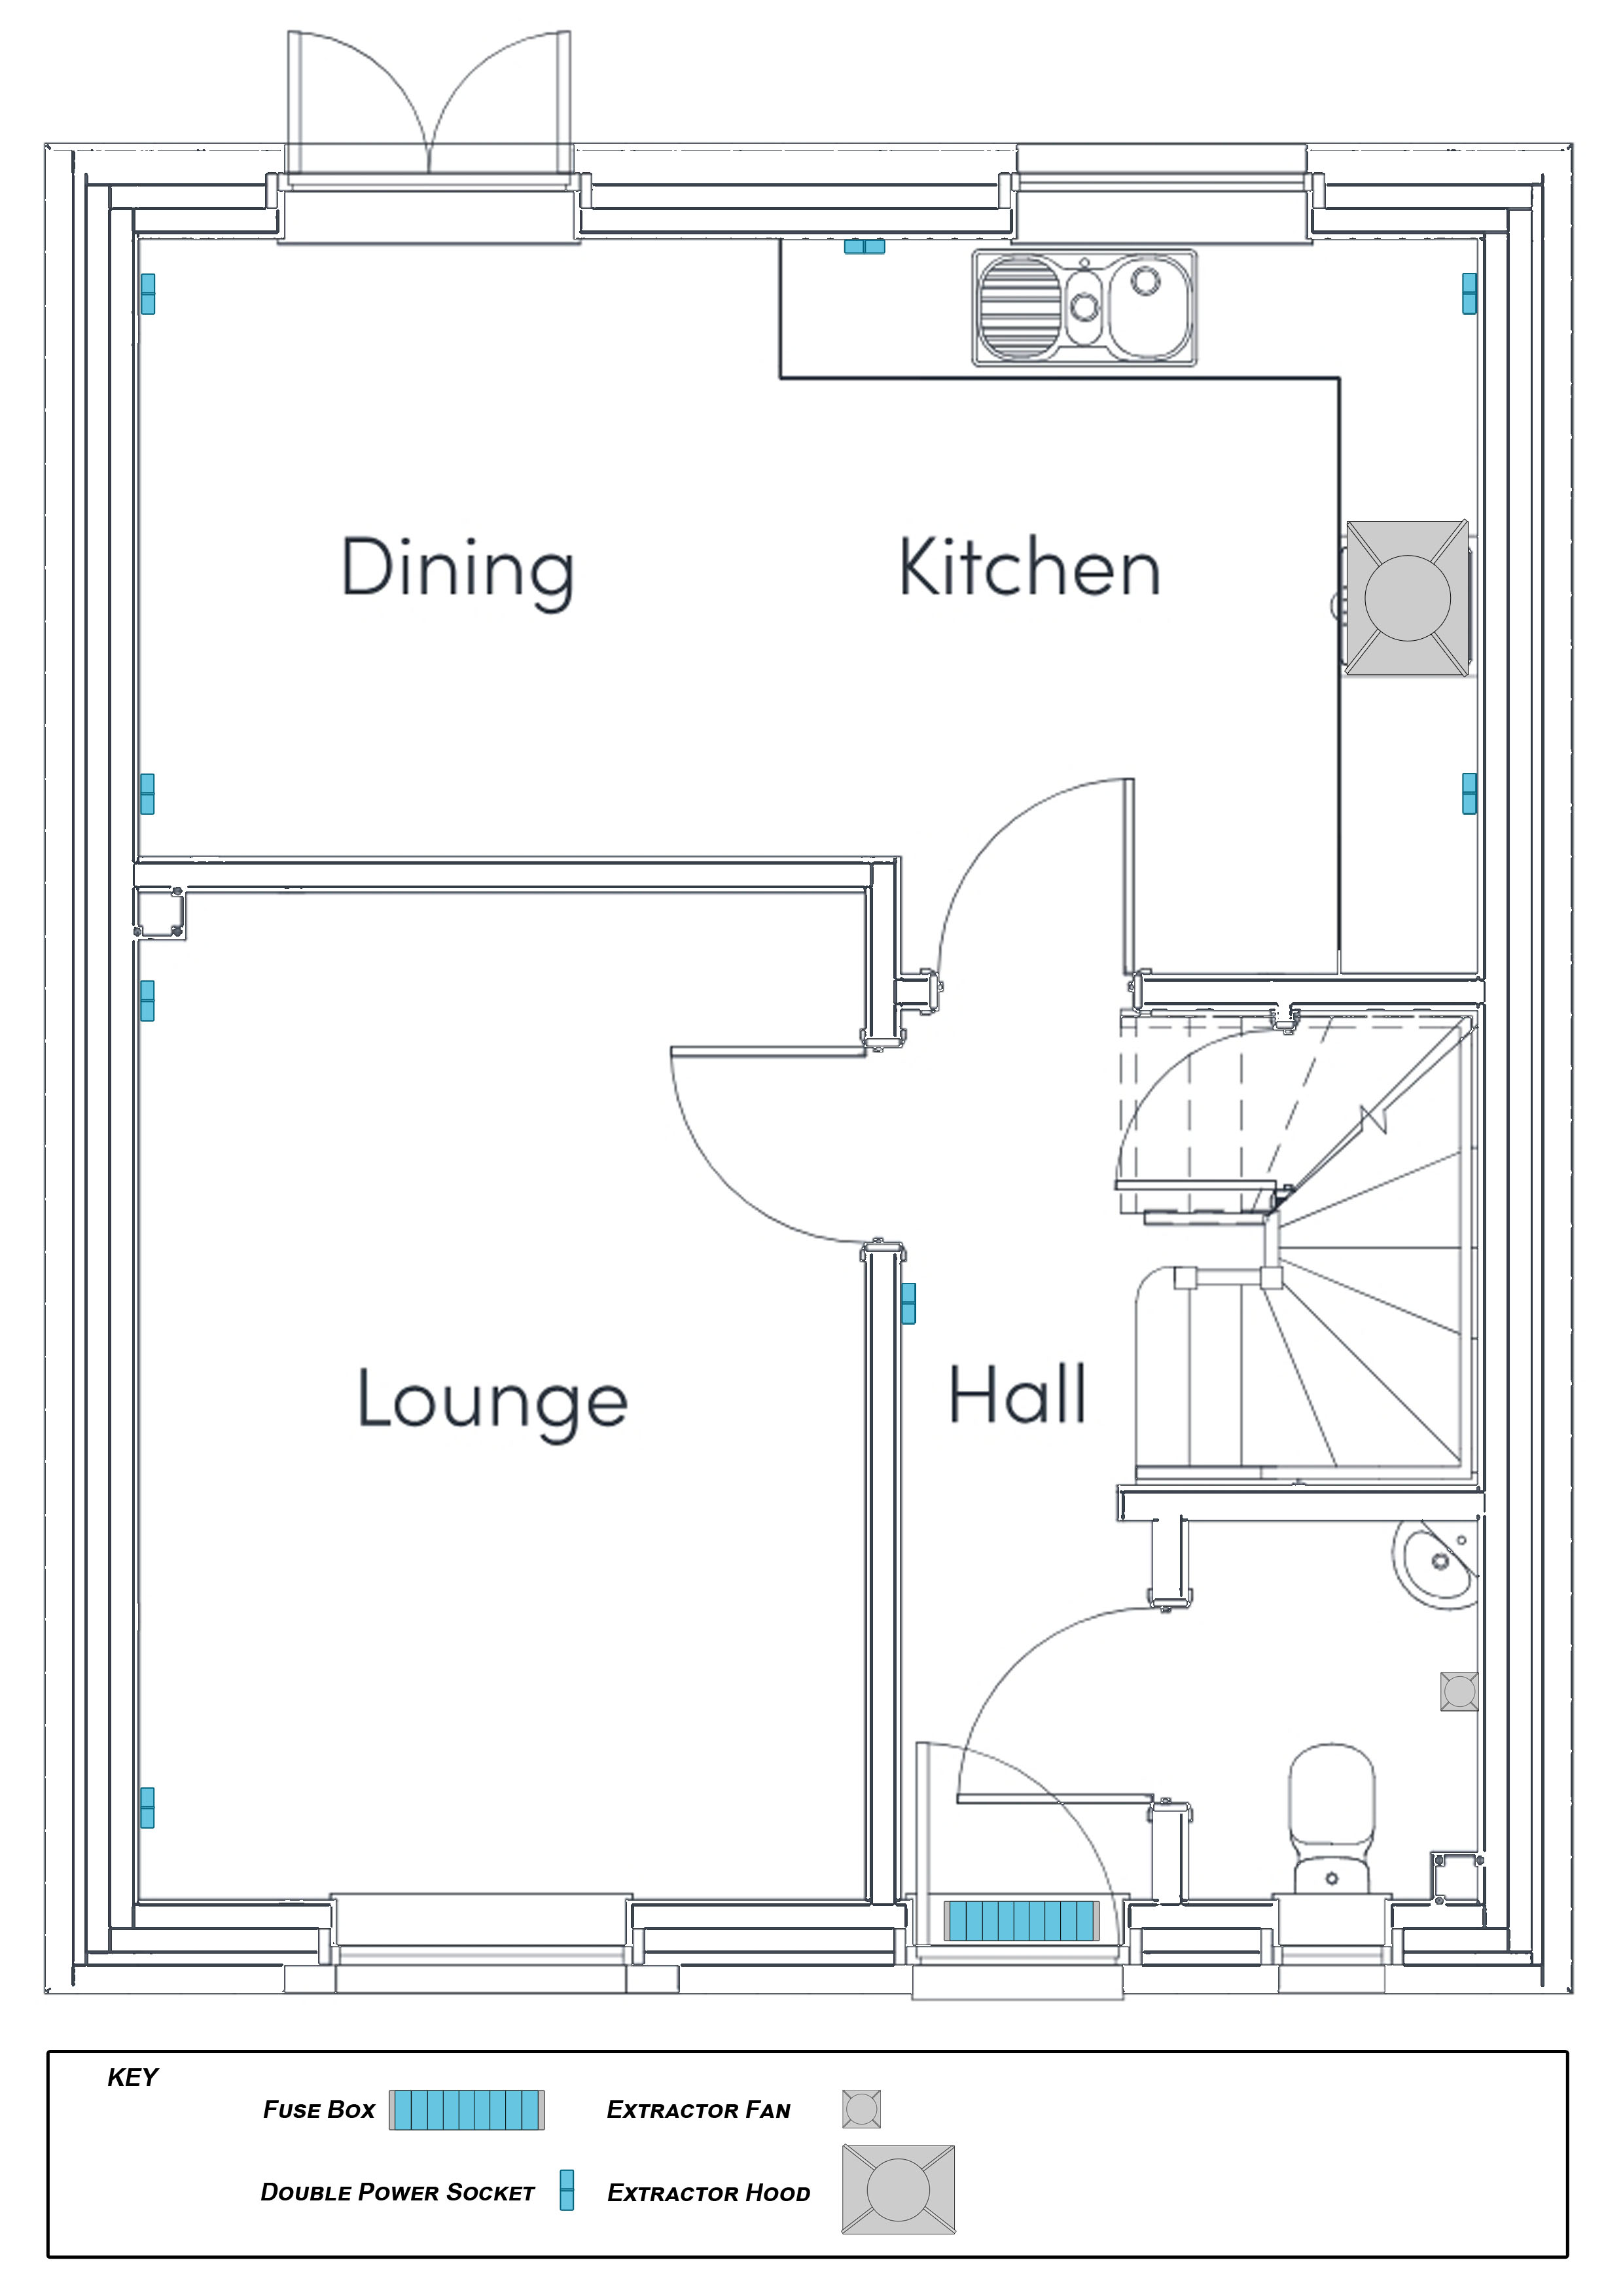 Dining
Kitchen
Lounge
Hall
KEY
FUSE BOX
EXTRACTOR FAN
DOUBLE POWER SOCKET
EXTRACTOR HOOD